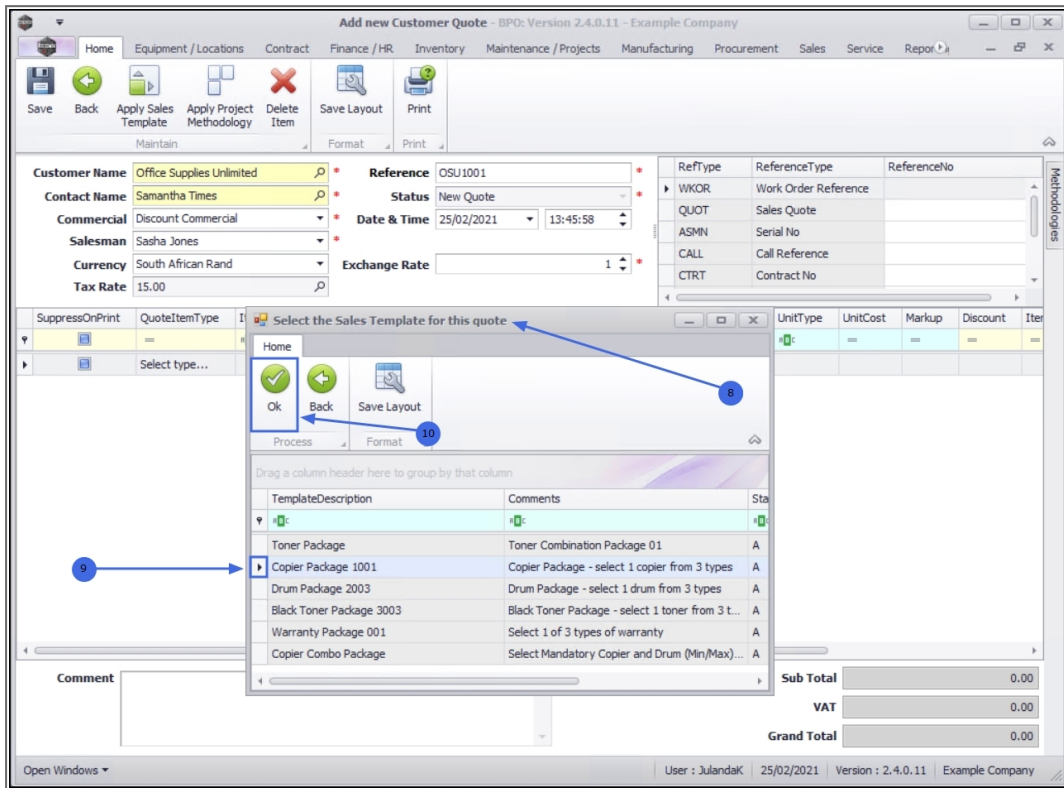 Add new Customer Quote - BPO: Version 2.4.0.11 - Example Company
Home Equipment / Locations Contract Finance / HR Inventory Maintenance / Projects Manufacturing Procurement Sales Service
Save Back Apply Sales Template Apply Project Methodology Delete Item Save Layout Print
Maintain Format Print
Customer Name Office Supplies Unlimited * Reference OSU1001 *
Contact Name Samantha Times * Status New Quote *
Commercial Discount Commercial * Date & Time 25/02/2021 13:45:58
Salesman Sasha Jones *
Currency South African Rand Exchange Rate 1 *
Tax Rate 15.00
RefType ReferenceType ReferenceNo
WKOR Work Order Reference
QUOT Sales Quote
ASMN Serial No
CALL Call Reference
CTRT Contract No
Methodologies
SuppressOnPrint QuoteItemType UnitType UnitCost Markup Discount
Select type...
Select the Sales Template for this quote
8
Home
Ok Back Save Layout
10
Process Format
Drag a column header here to group by that column
TemplateDescription Comments Sta
Toner Package Toner Combination Package 01 A
9
Copier Package 1001 Copier Package - select 1 copier from 3 types A
Drum Package 2003 Drum Package - select 1 drum from 3 types A
Black Toner Package 3003 Black Toner Package - select 1 toner from 3 t... A
Warranty Package 001 Select 1 of 3 types of warranty A
Copier Combo Package Select Mandatory Copier and Drum (Min/Max)... A
Comment
Sub Total 0.00
VAT 0.00
Grand Total 0.00
Open Windows User : JulandaK 25/02/2021 Version : 2.4.0.11 Example Company